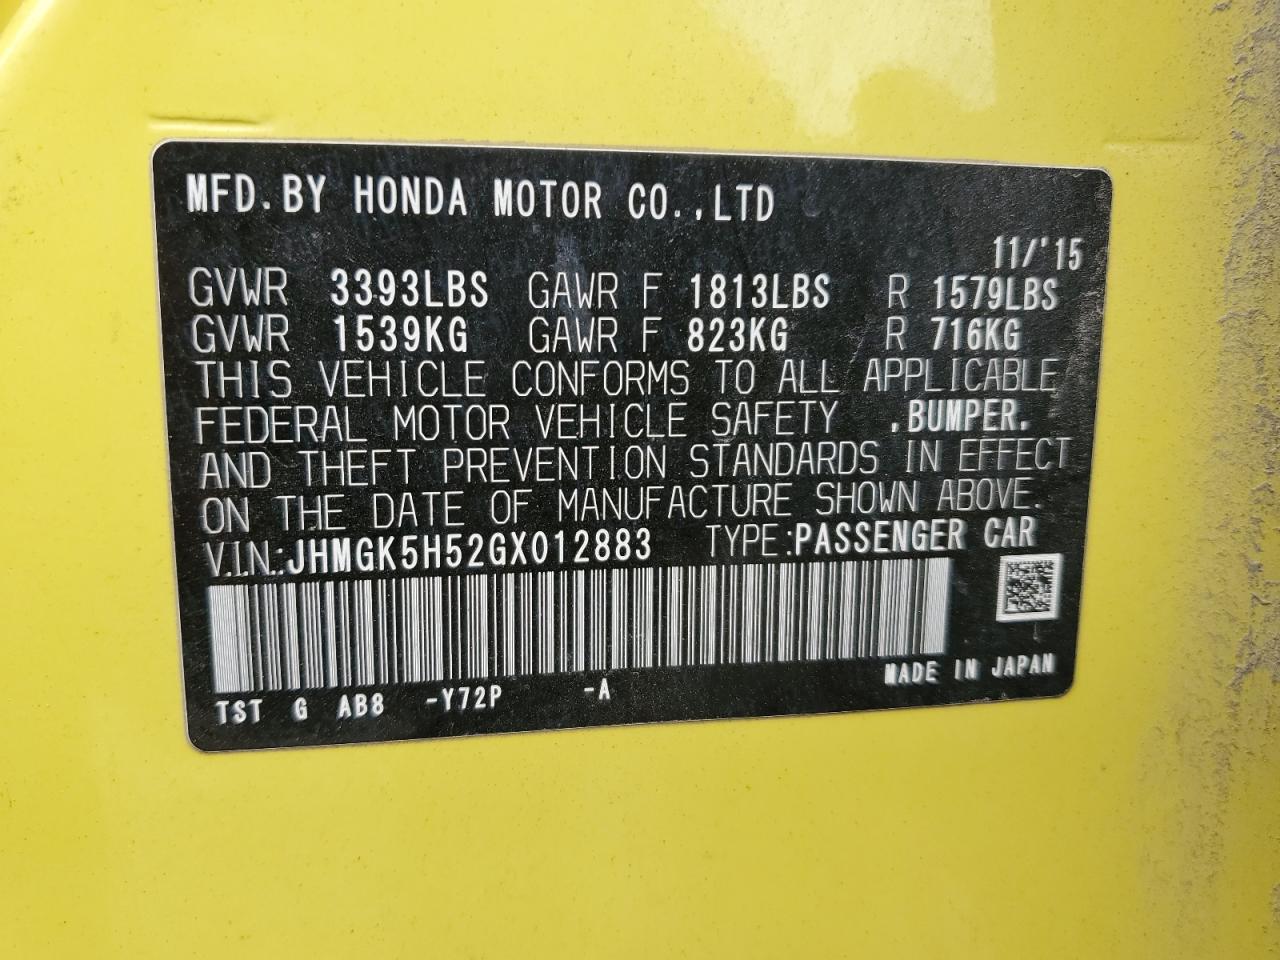 MFD.BY HONDA MOTOR CO.,LTD
11/'15
GVWR 3393LBS GAWR F 1813LBS R 1579LBS
GVWR 1539KG GAWR F 823KG R 716KG
THIS VEHICLE CONFORMS TO ALL APPLICABLE
FEDERAL MOTOR VEHICLE SAFETY ,BUMPER,
AND THEFT PREVENTION STANDARDS IN EFFECT
ON THE DATE OF MANUFACTURE SHOWN ABOVE.
V.I.N.:JHMGK5H52GX012883 TYPE:PASSENGER CAR
MADE IN JAPAN
TST G AB8 -Y72P -A